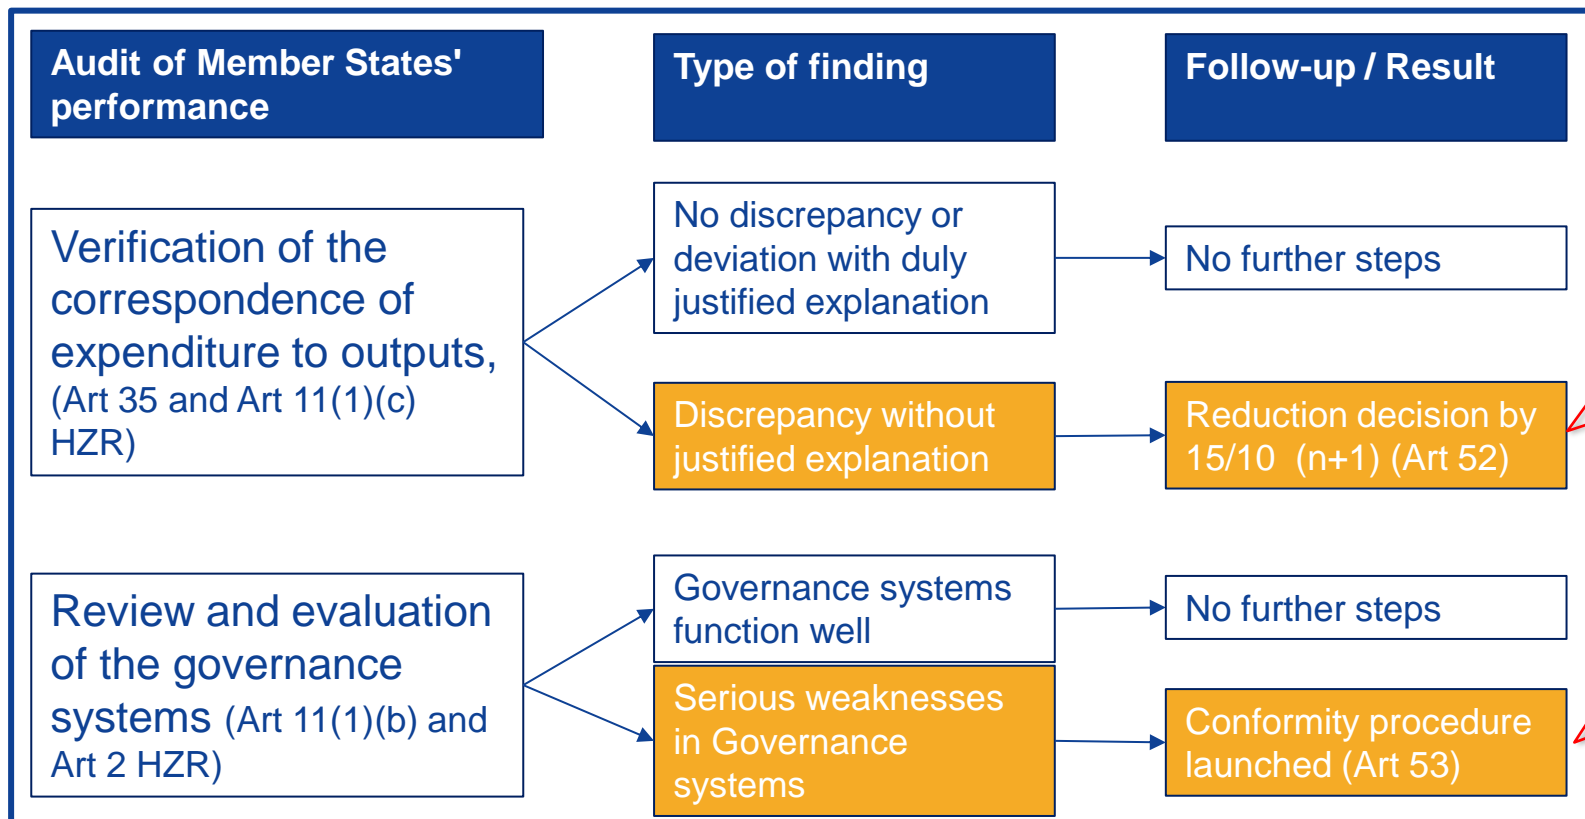 Audit of Member States'
performance
Type of finding
Follow-up / Result
Verification of the
correspondence of
expenditure to outputs,
(Art 35 and Art 11(1)(c)
HZR)
No discrepancy or
deviation with duly
justified explanation
No further steps
Discrepancy without
justified explanation
Reduction decision by
15/10 (n+1) (Art 52)
Review and evaluation
of the governance
systems (Art 11(1)(b) and
Art 2 HZR)
Governance systems
function well
No further steps
Serious weaknesses
in Governance
systems
Conformity procedure
launched (Art 53)